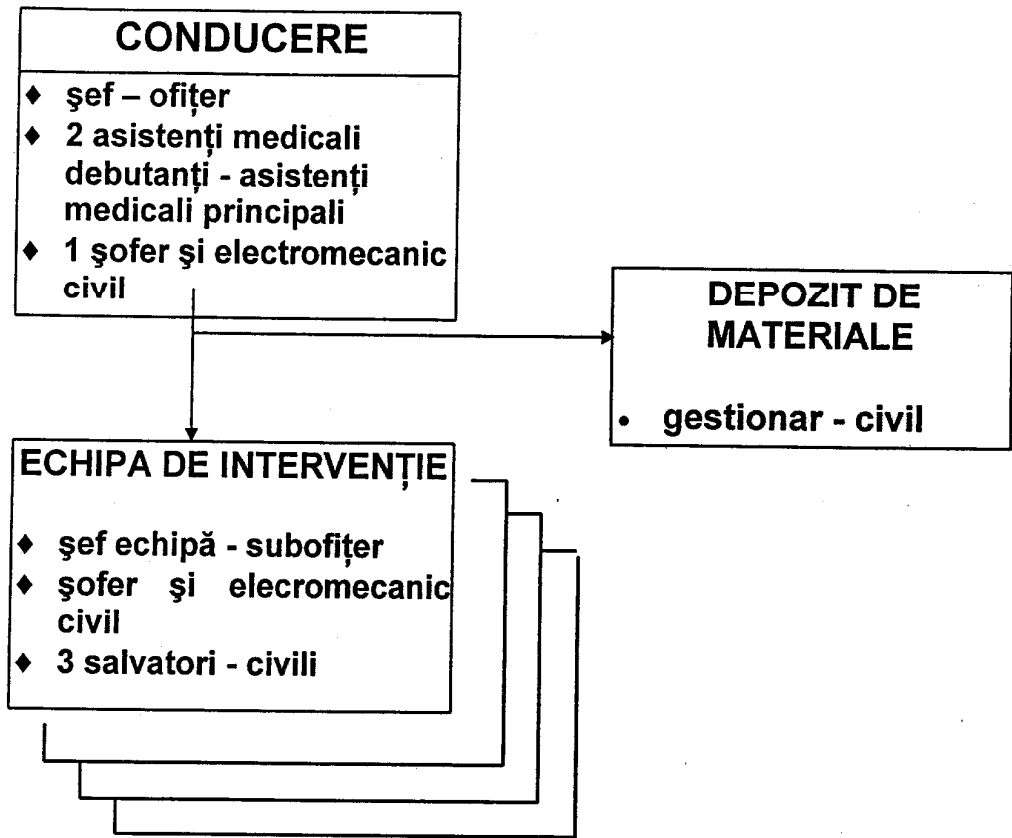 CONDUCERE
♦ şef – ofiţer
♦ 2 asistenţi medicali
debutanţi - asistenţi
medicali principali
♦ 1 şofer şi electromecanic
civil
DEPOZIT DE
MATERIALE
• gestionar - civil
ECHIPA DE INTERVENŢIE
♦ şef echipă - subofiţer
♦ şofer şi elecromecanic
civil
♦ 3 salvatori - civili